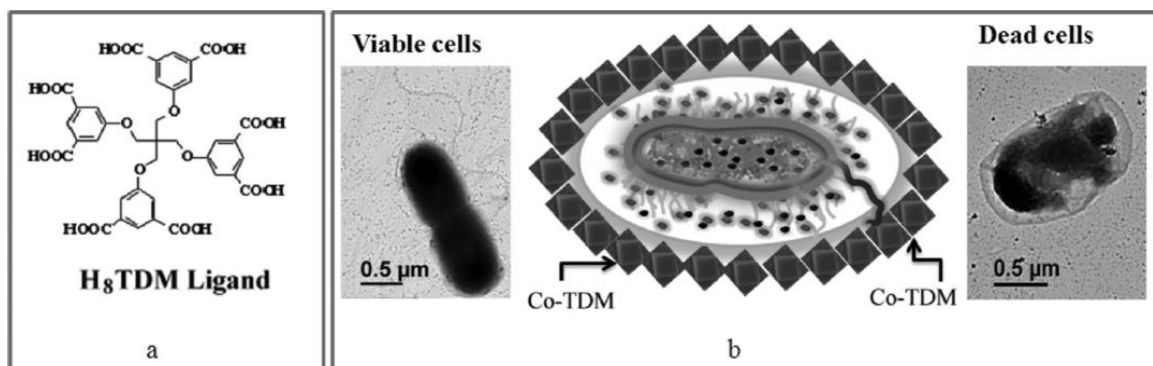 HOOC
COOH
HOOC
COOH
HOOC
COOH
HOOC
COOH
O
O
O
O
H₈TDM Ligand
a
Viable cells
0.5 µm
Co-TDM
Co-TDM
Dead cells
0.5 µm
b